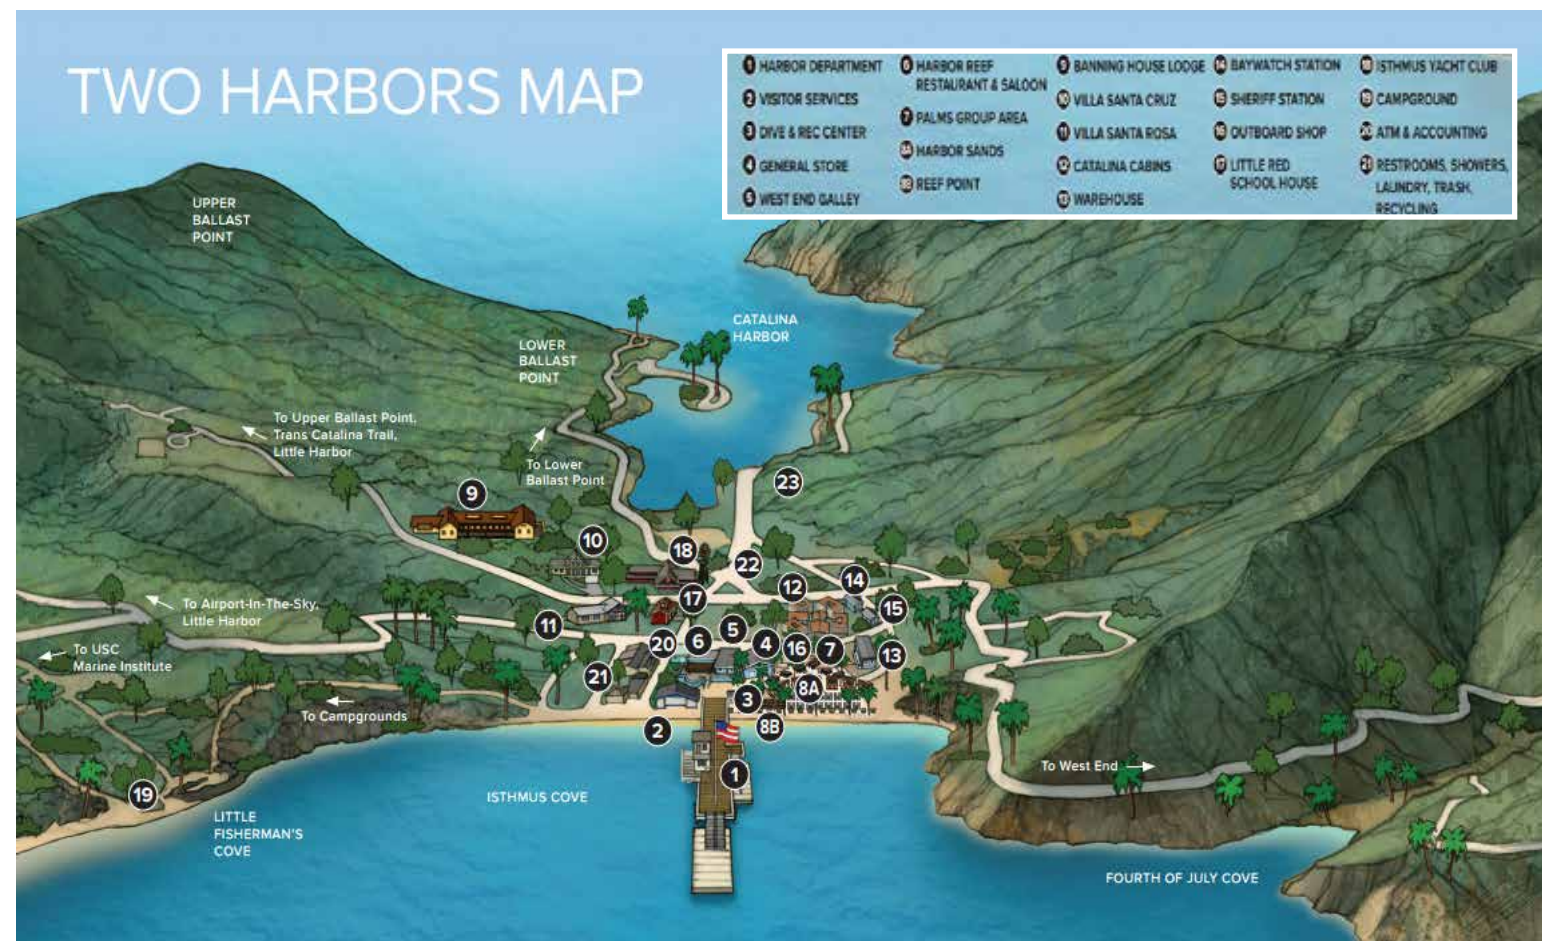 TWO HARBORS MAP
1 HARBOR DEPARTMENT
2 VISITOR SERVICES
3 DIVE & REC CENTER
4 GENERAL STORE
5 WEST END GALLEY
6 HARBOR REEF
RESTAURANT & SALOON
7 PALMS GROUP AREA
8A HARBOR SANDS
8B REEF POINT
9 BANNING HOUSE LODGE
10 VILLA SANTA CRUZ
11 VILLA SANTA ROSA
12 CATALINA CABINS
13 WAREHOUSE
14 BAYWATCH STATION
15 SHERIFF STATION
16 OUTBOARD SHOP
17 LITTLE RED
SCHOOL HOUSE
18 ISTHMUS YACHT CLUB
19 CAMPGROUND
20 ATM & ACCOUNTING
21 RESTROOMS, SHOWERS,
LAUNDRY, TRASH,
RECYCLING
UPPER
BALLAST
POINT
CATALINA
HARBOR
LOWER
BALLAST
POINT
To Upper Ballast Point,
Trans Catalina Trail,
Little Harbor
To Lower
Ballast Point
23
9
10
18
22
12
14
17
15
To Airport-In-The-Sky,
Little Harbor
11
5
20
6
4
16
7
13
To USC
Marine Institute
21
8A
3
To Campgrounds
2
8B
1
To West End
19
ISTHMUS COVE
LITTLE
FISHERMAN'S
COVE
FOURTH OF JULY COVE